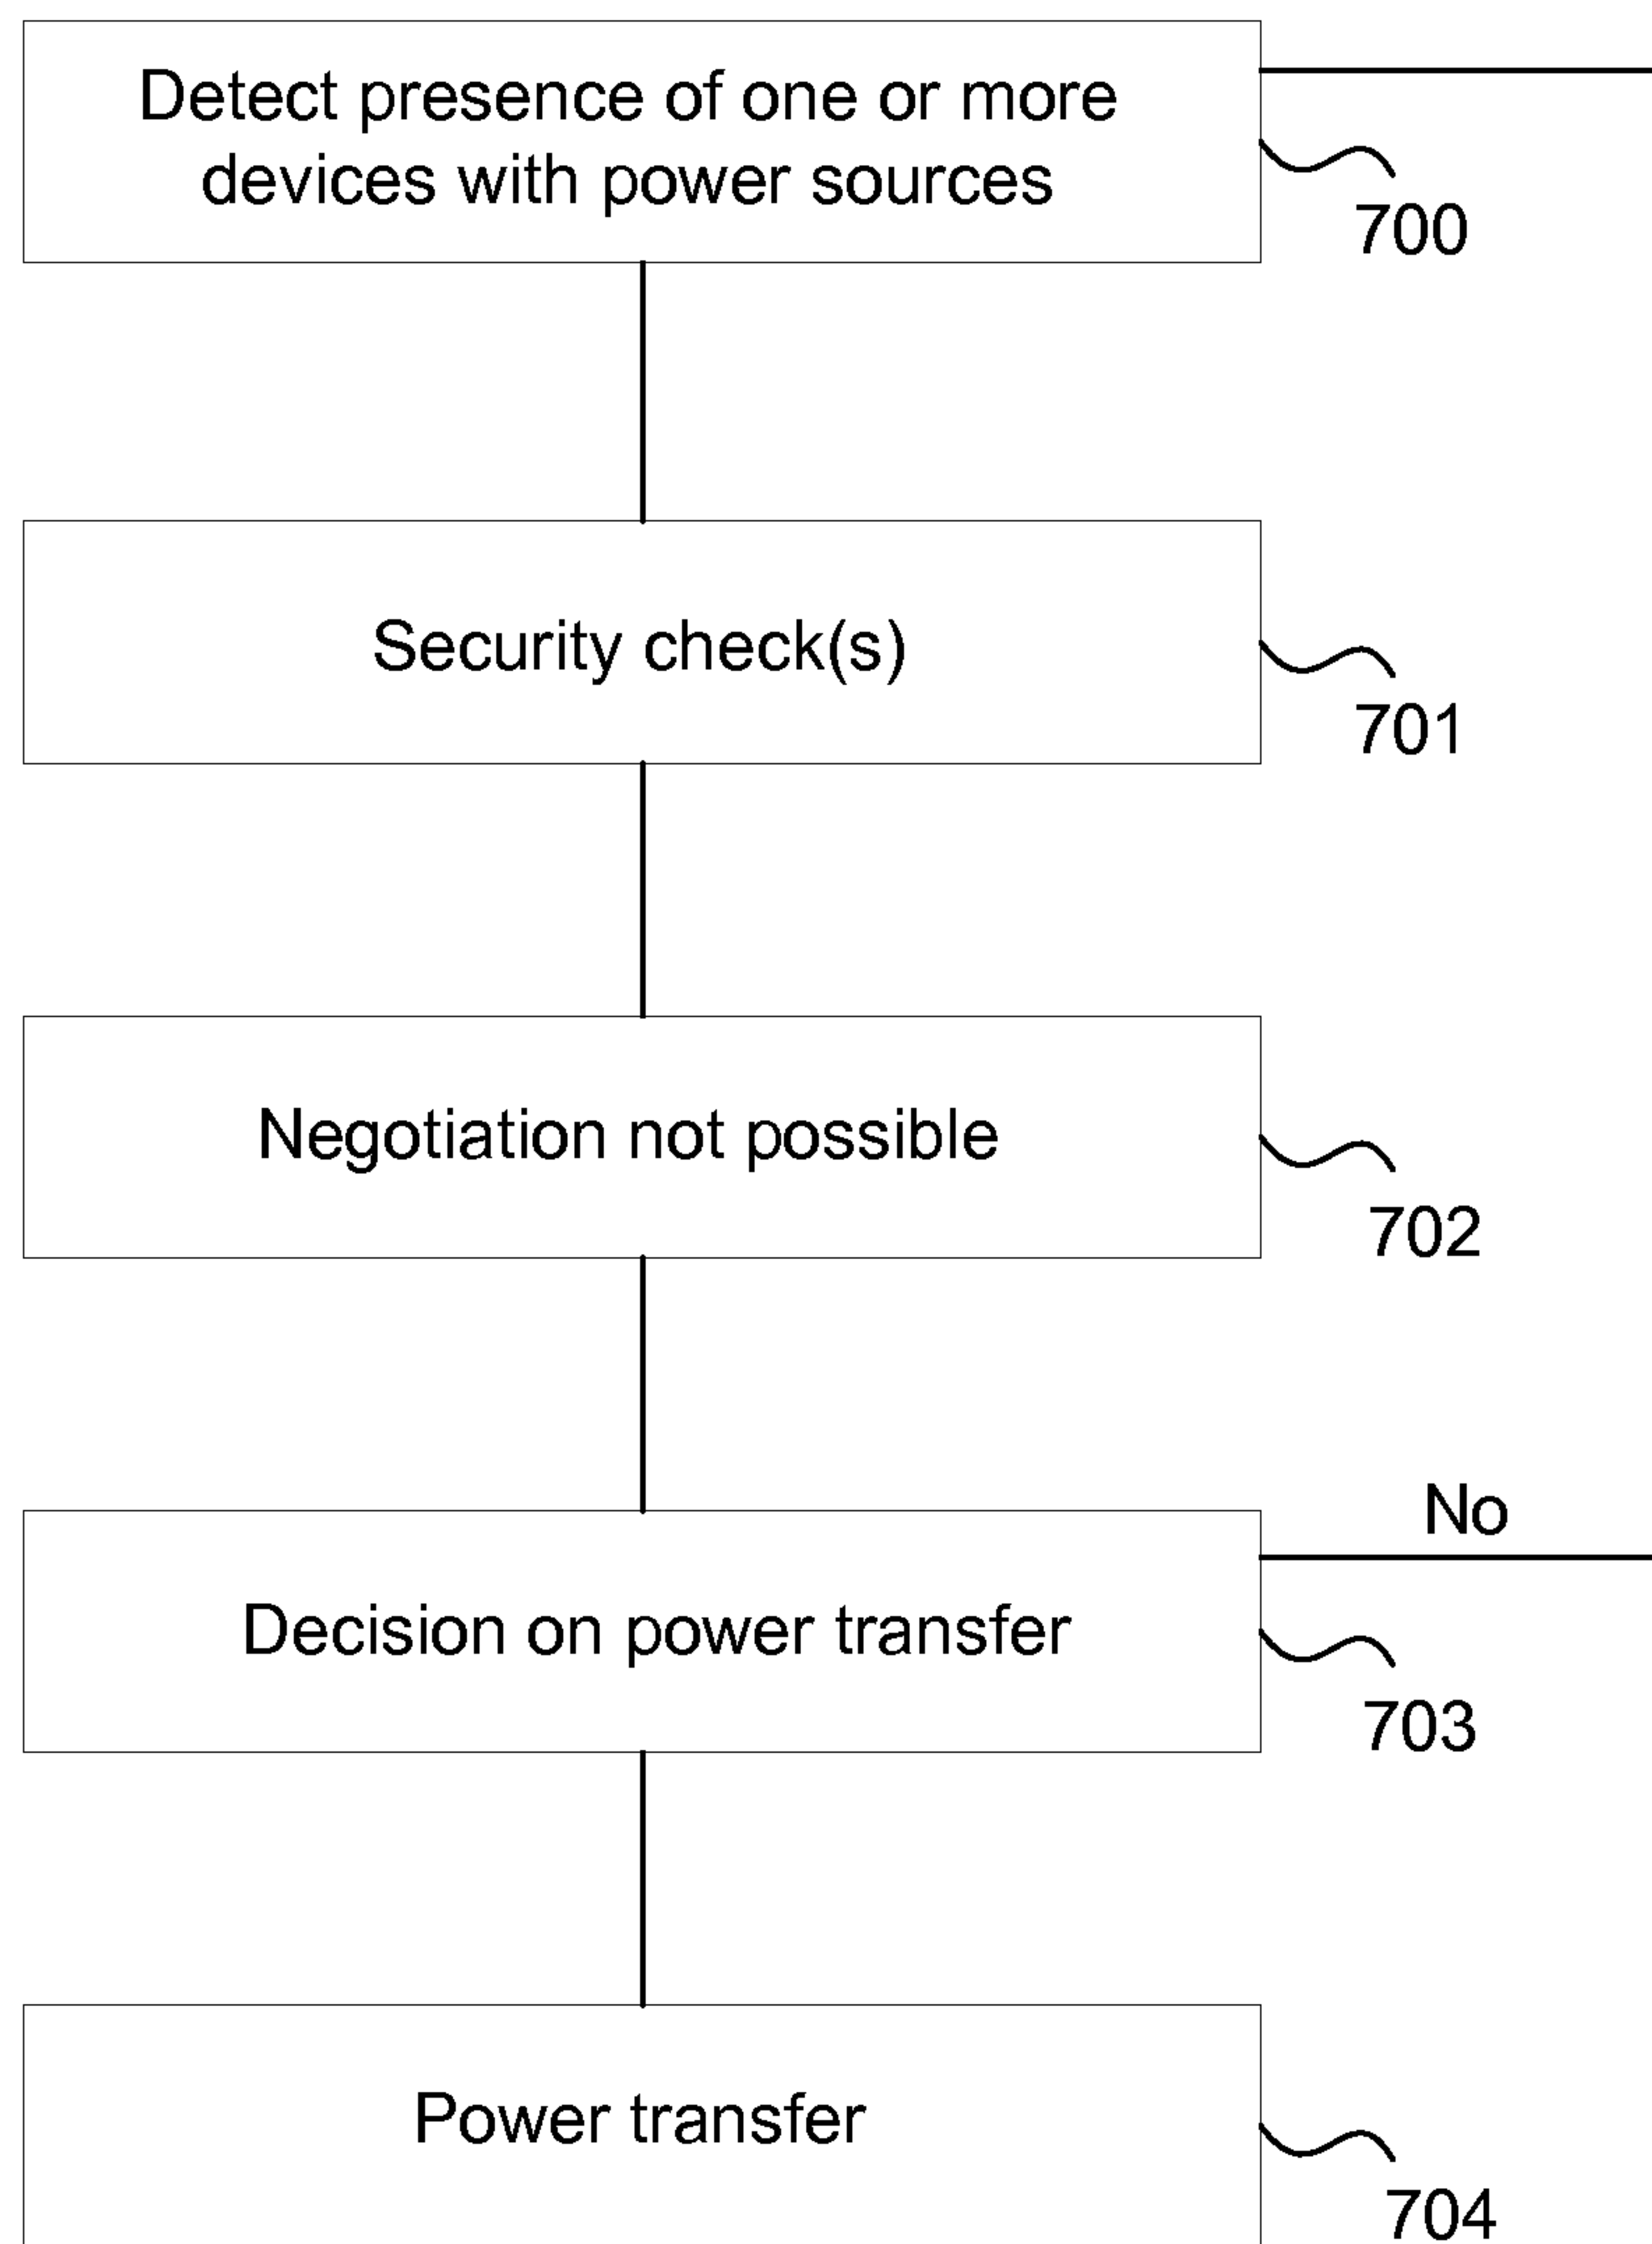 Detect presence of one or more
devices with power sources
700
Security check(s)
701
Negotiation not possible
702
No
Decision on power transfer
703
Power transfer
704